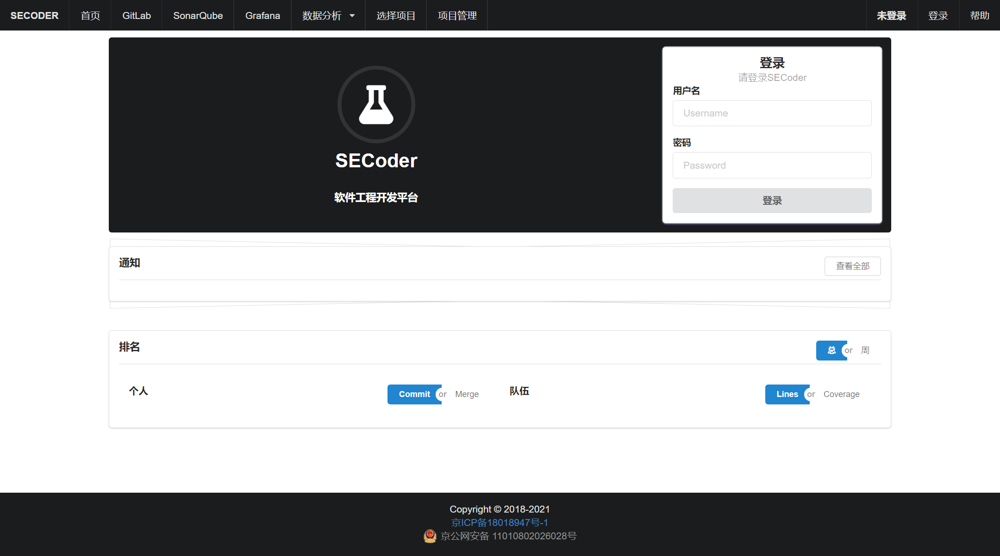 SECODER 首页 GitLab SonarQube Grafana 数据分析 选择项目 项目管理 未登录 登录 帮助
SECoder
软件工程开发平台
登录
请登录SECoder
用户名
Username
密码
Password
登录
通知 查看全部
排名 总 or 周
个人 Commit or Merge 队伍 Lines or Coverage
Copyright © 2018-2021
京ICP备18018947号-1
京公网安备 11010802026028号